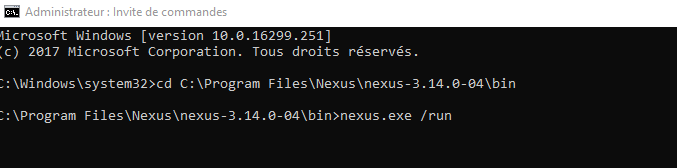 Administrateur : Invite de commandes
Microsoft Windows [version 10.0.16299.251]
(c) 2017 Microsoft Corporation. Tous droits réservés.
C:\Windows\system32>cd C:\Program Files\Nexus\nexus-3.14.0-04\bin
C:\Program Files\Nexus\nexus-3.14.0-04\bin>nexus.exe /run